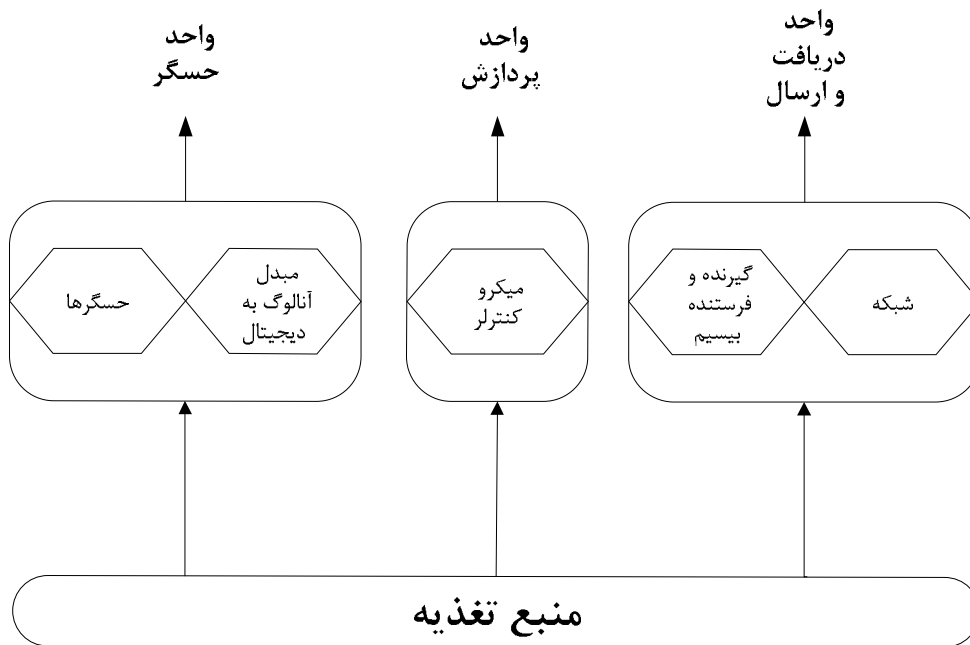 واحد
دریافت
و ارسال
واحد
پردازش
واحد
حسگر
شبکه
گیرنده و
فرستنده
بیسیم
میکرو
کنترلر
مبدل
آنالوگ به
دیجیتال
حسگرها
منبع تغذیه